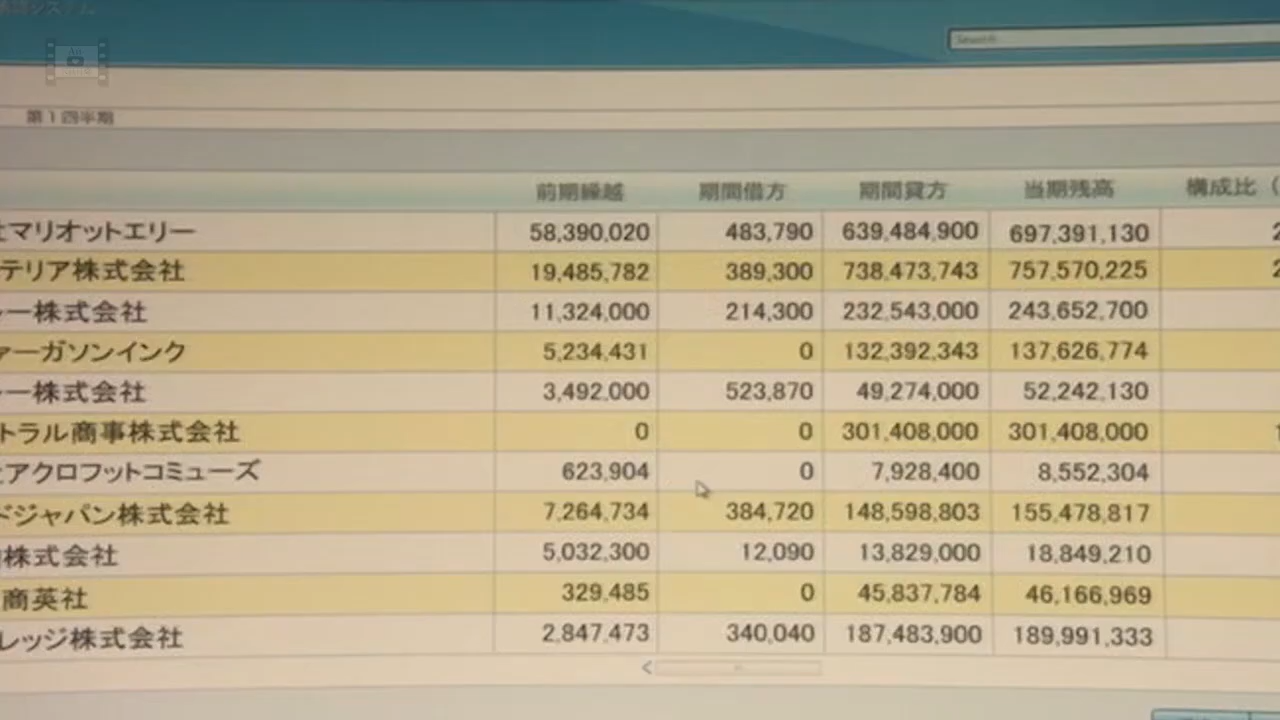 システム
Search
第1四半期
前期繰越 期間借方 期間貸方 当期残高 構成比（
社マリオットエリー 58,390,020 483,790 639,484,900 697,391,130 2
テリア株式会社 19,485,782 389,300 738,473,743 757,570,225 2
ー株式会社 11,324,000 214,300 232,543,000 243,652,700
ァーガソンインク 5,234,431 0 132,392,343 137,626,774
ー株式会社 3,492,000 523,870 49,274,000 52,242,130
トラル商事株式会社 0 0 301,408,000 301,408,000 1
社アクロフットコミューズ 623,904 0 7,928,400 8,552,304
ドジャパン株式会社 7,264,734 384,720 148,598,803 155,478,817
株式会社 5,032,300 12,090 13,829,000 18,849,210
商英社 329,485 0 45,837,784 46,166,969
レッジ株式会社 2,847,473 340,040 187,483,900 189,991,333